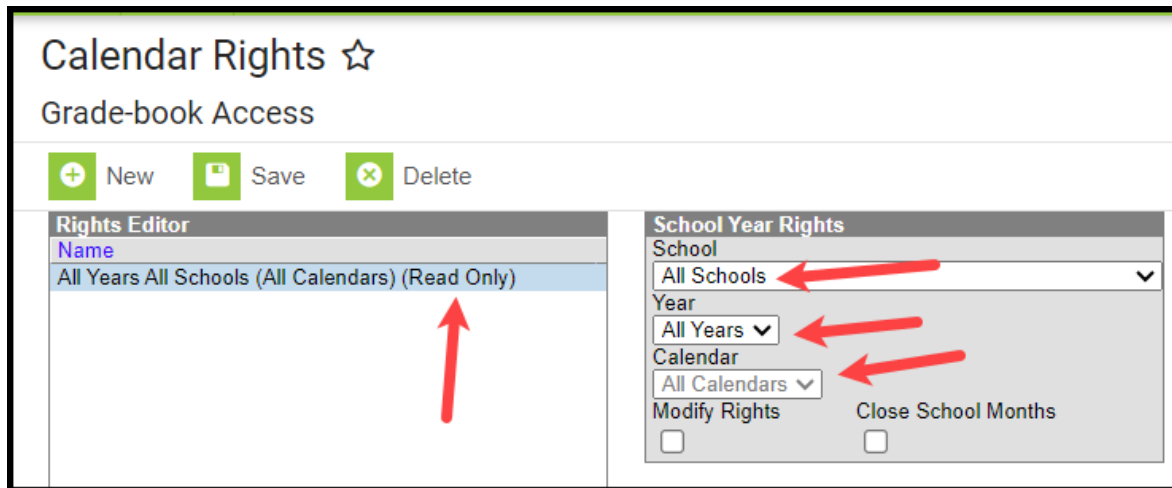 Calendar Rights
Grade-book Access
New Save Delete
Rights Editor
Name
All Years All Schools (All Calendars) (Read Only)
School Year Rights
School
All Schools
Year
All Years
Calendar
All Calendars
Modify Rights Close School Months